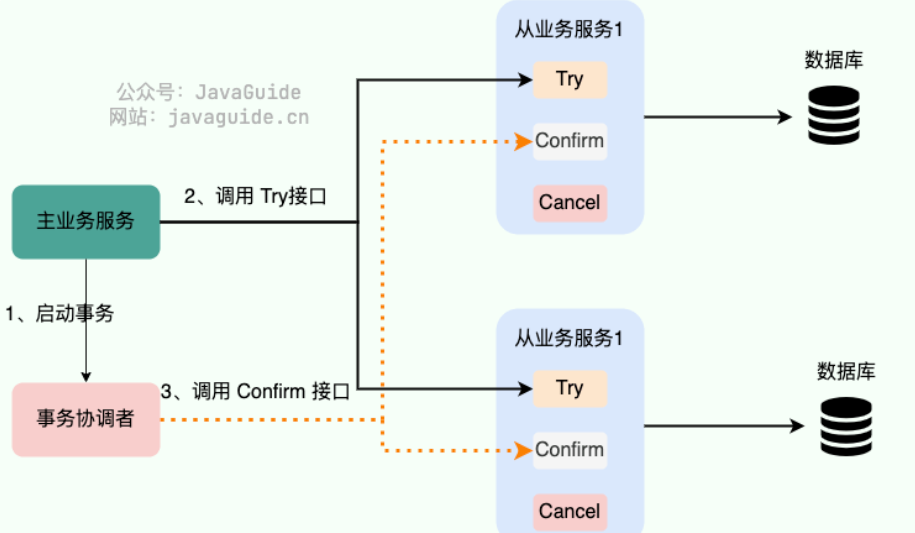 从业务服务1
数据库
Try
公众号：JavaGuide
网站：javaguide.cn
Confirm
2、调用 Try接口
Cancel
主业务服务
1、启动事务
从业务服务1
数据库
3、调用 Confirm 接口
Try
事务协调者
Confirm
Cancel